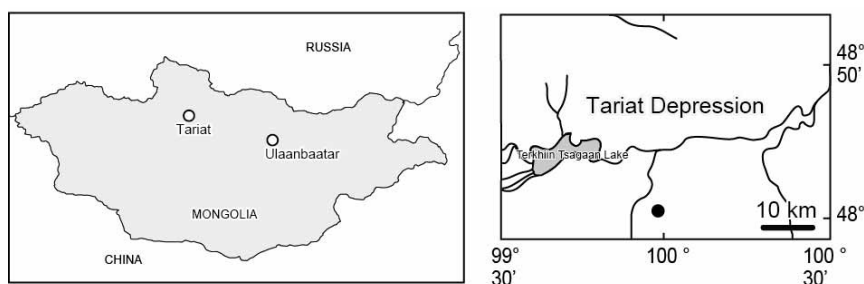 RUSSIA
Tariat
Ulaanbaatar
MONGOLIA
CHINA
48°
50'
Tariat Depression
Terkhiin Tsagaan Lake
48°
10 km
99°
30'
100 °
100 °
30'